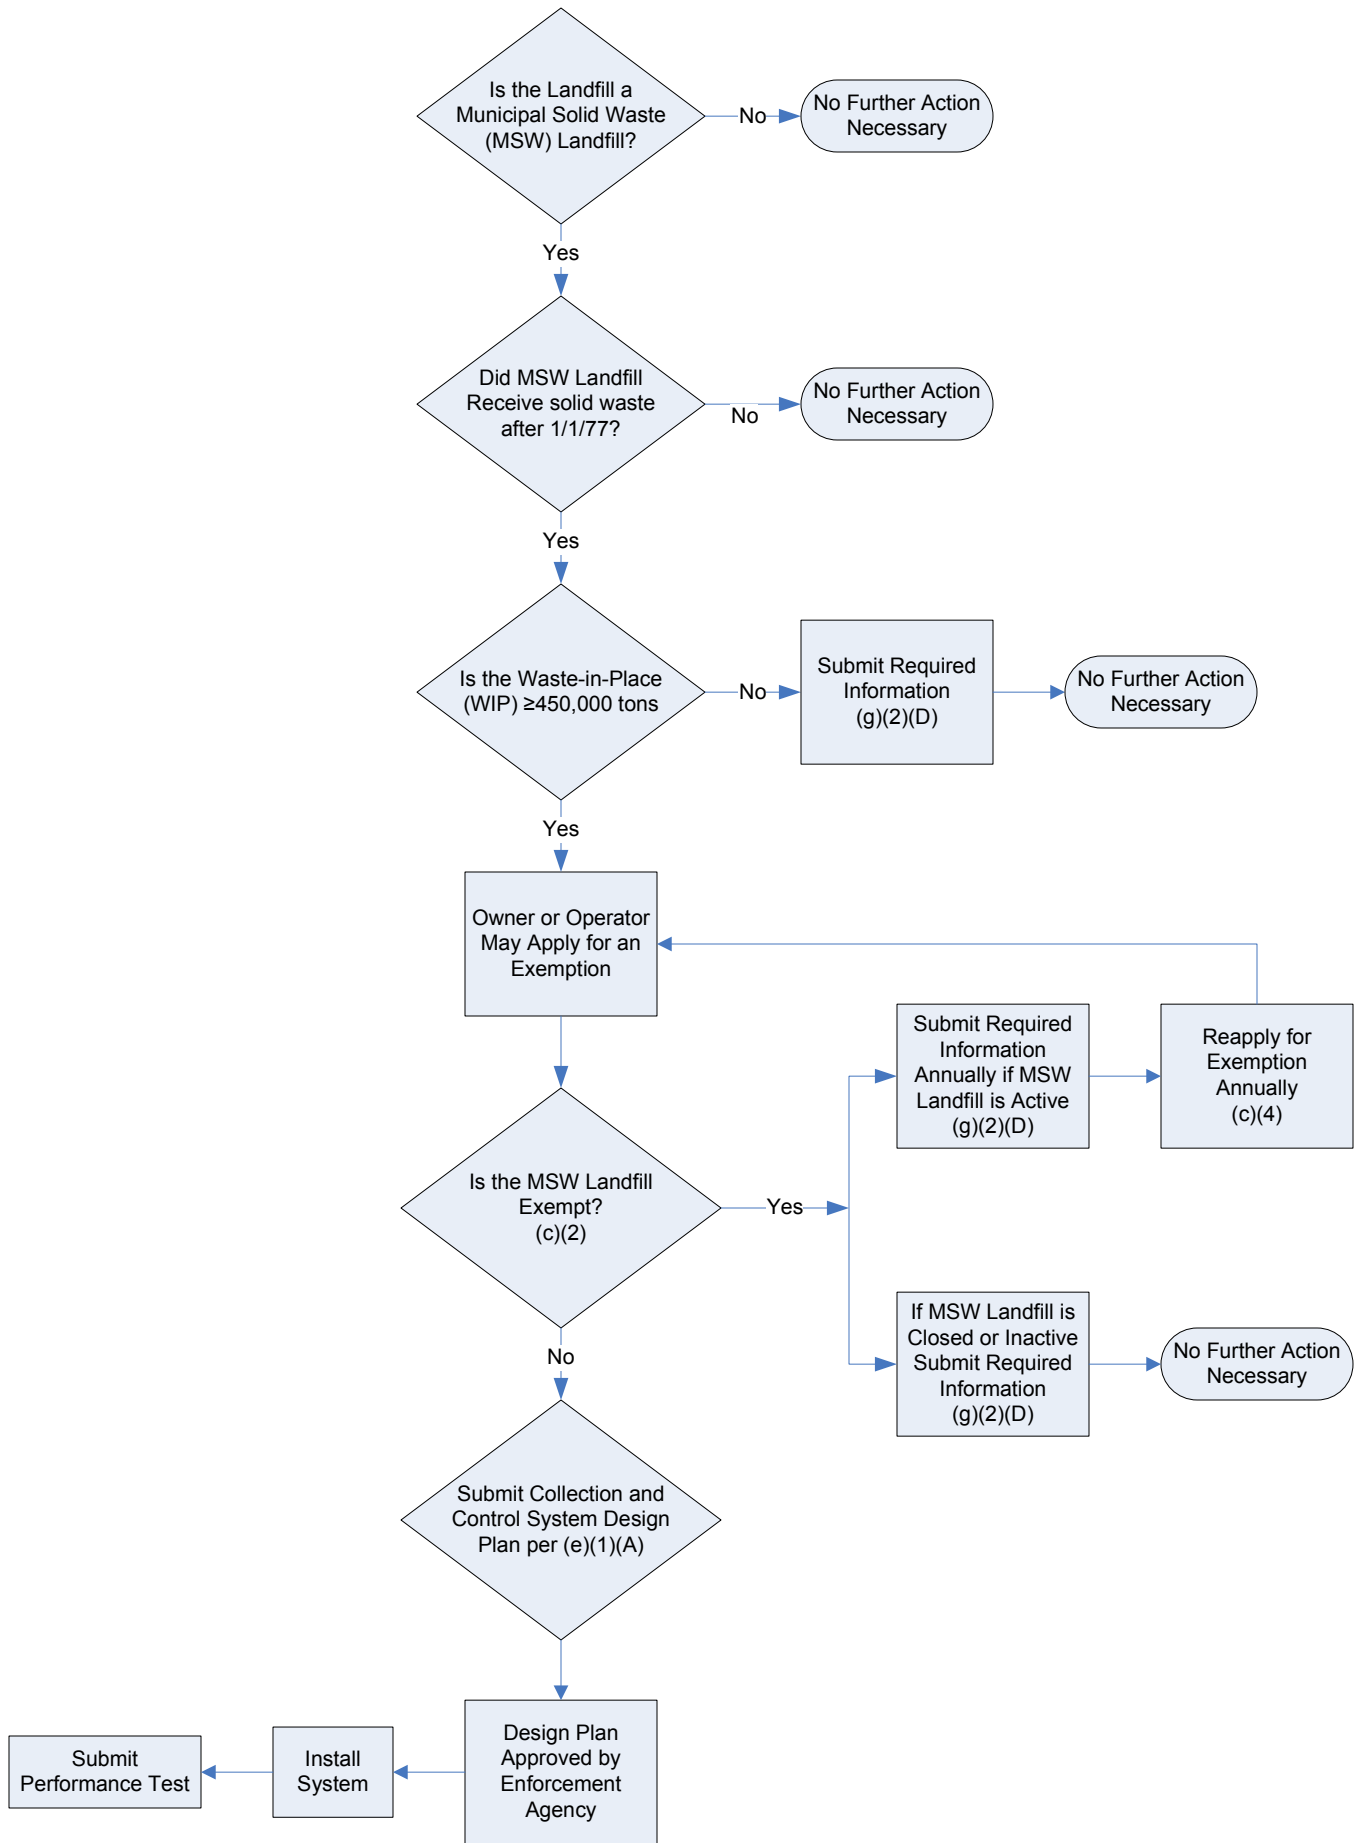 Is the Landfill a
Municipal Solid Waste
(MSW) Landfill?
No
No Further Action
Necessary
Yes
Did MSW Landfill
Receive solid waste
after 1/1/77?
No
No Further Action
Necessary
Yes
Is the Waste-in-Place
(WIP) ≥450,000 tons
No
Submit Required
Information
(g)(2)(D)
No Further Action
Necessary
Yes
Owner or Operator
May Apply for an
Exemption
Submit Required
Information
Annually if MSW
Landfill is Active
(g)(2)(D)
Reapply for
Exemption
Annually
(c)(4)
Is the MSW Landfill
Exempt?
(c)(2)
Yes
If MSW Landfill is
Closed or Inactive
Submit Required
Information
(g)(2)(D)
No Further Action
Necessary
No
Submit Collection and
Control System Design
Plan per (e)(1)(A)
Design Plan
Approved by
Enforcement
Agency
Install
System
Submit
Performance Test